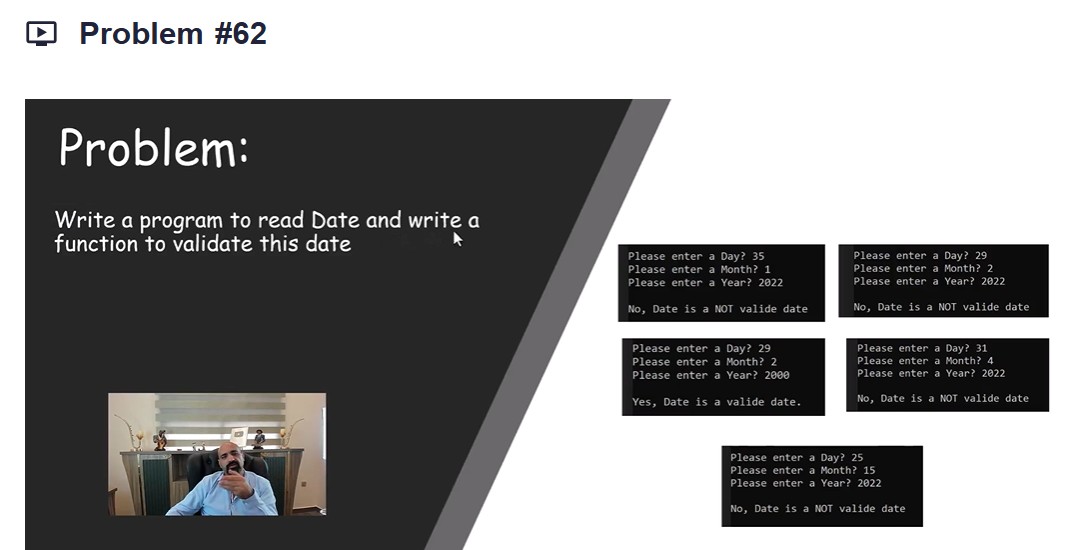 Problem #62
Problem:
Write a program to read Date and write a
function to validate this date
Please enter a Day? 35
Please enter a Month? 1
Please enter a Year? 2022
No, Date is a NOT valide date
Please enter a Day? 29
Please enter a Month? 2
Please enter a Year? 2022
No, Date is a NOT valide date
Please enter a Day? 29
Please enter a Month? 2
Please enter a Year? 2000
Yes, Date is a valide date.
Please enter a Day? 31
Please enter a Month? 4
Please enter a Year? 2022
No, Date is a NOT valide date
Please enter a Day? 25
Please enter a Month? 15
Please enter a Year? 2022
No, Date is a NOT valide date